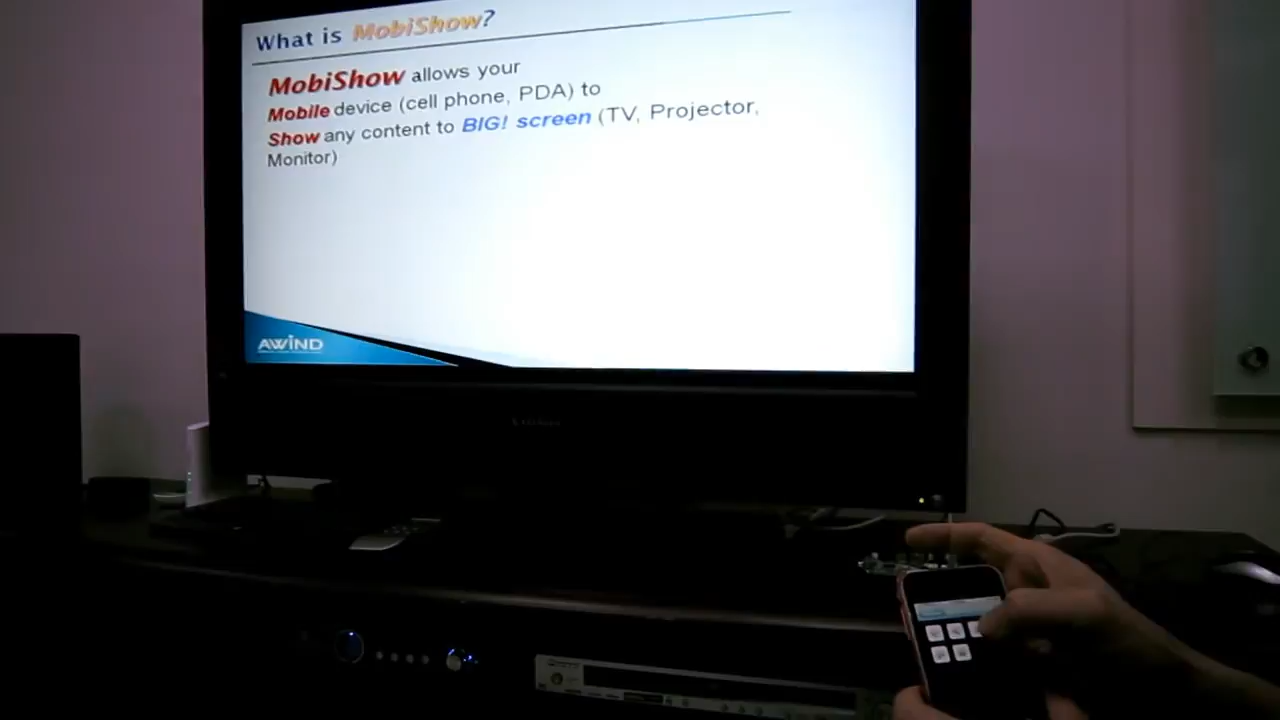 What is MobiShow?
MobiShow allows your
Mobile device (cell phone, PDA) to
Show any content to BIG! screen (TV, Projector,
Monitor)
AWIND